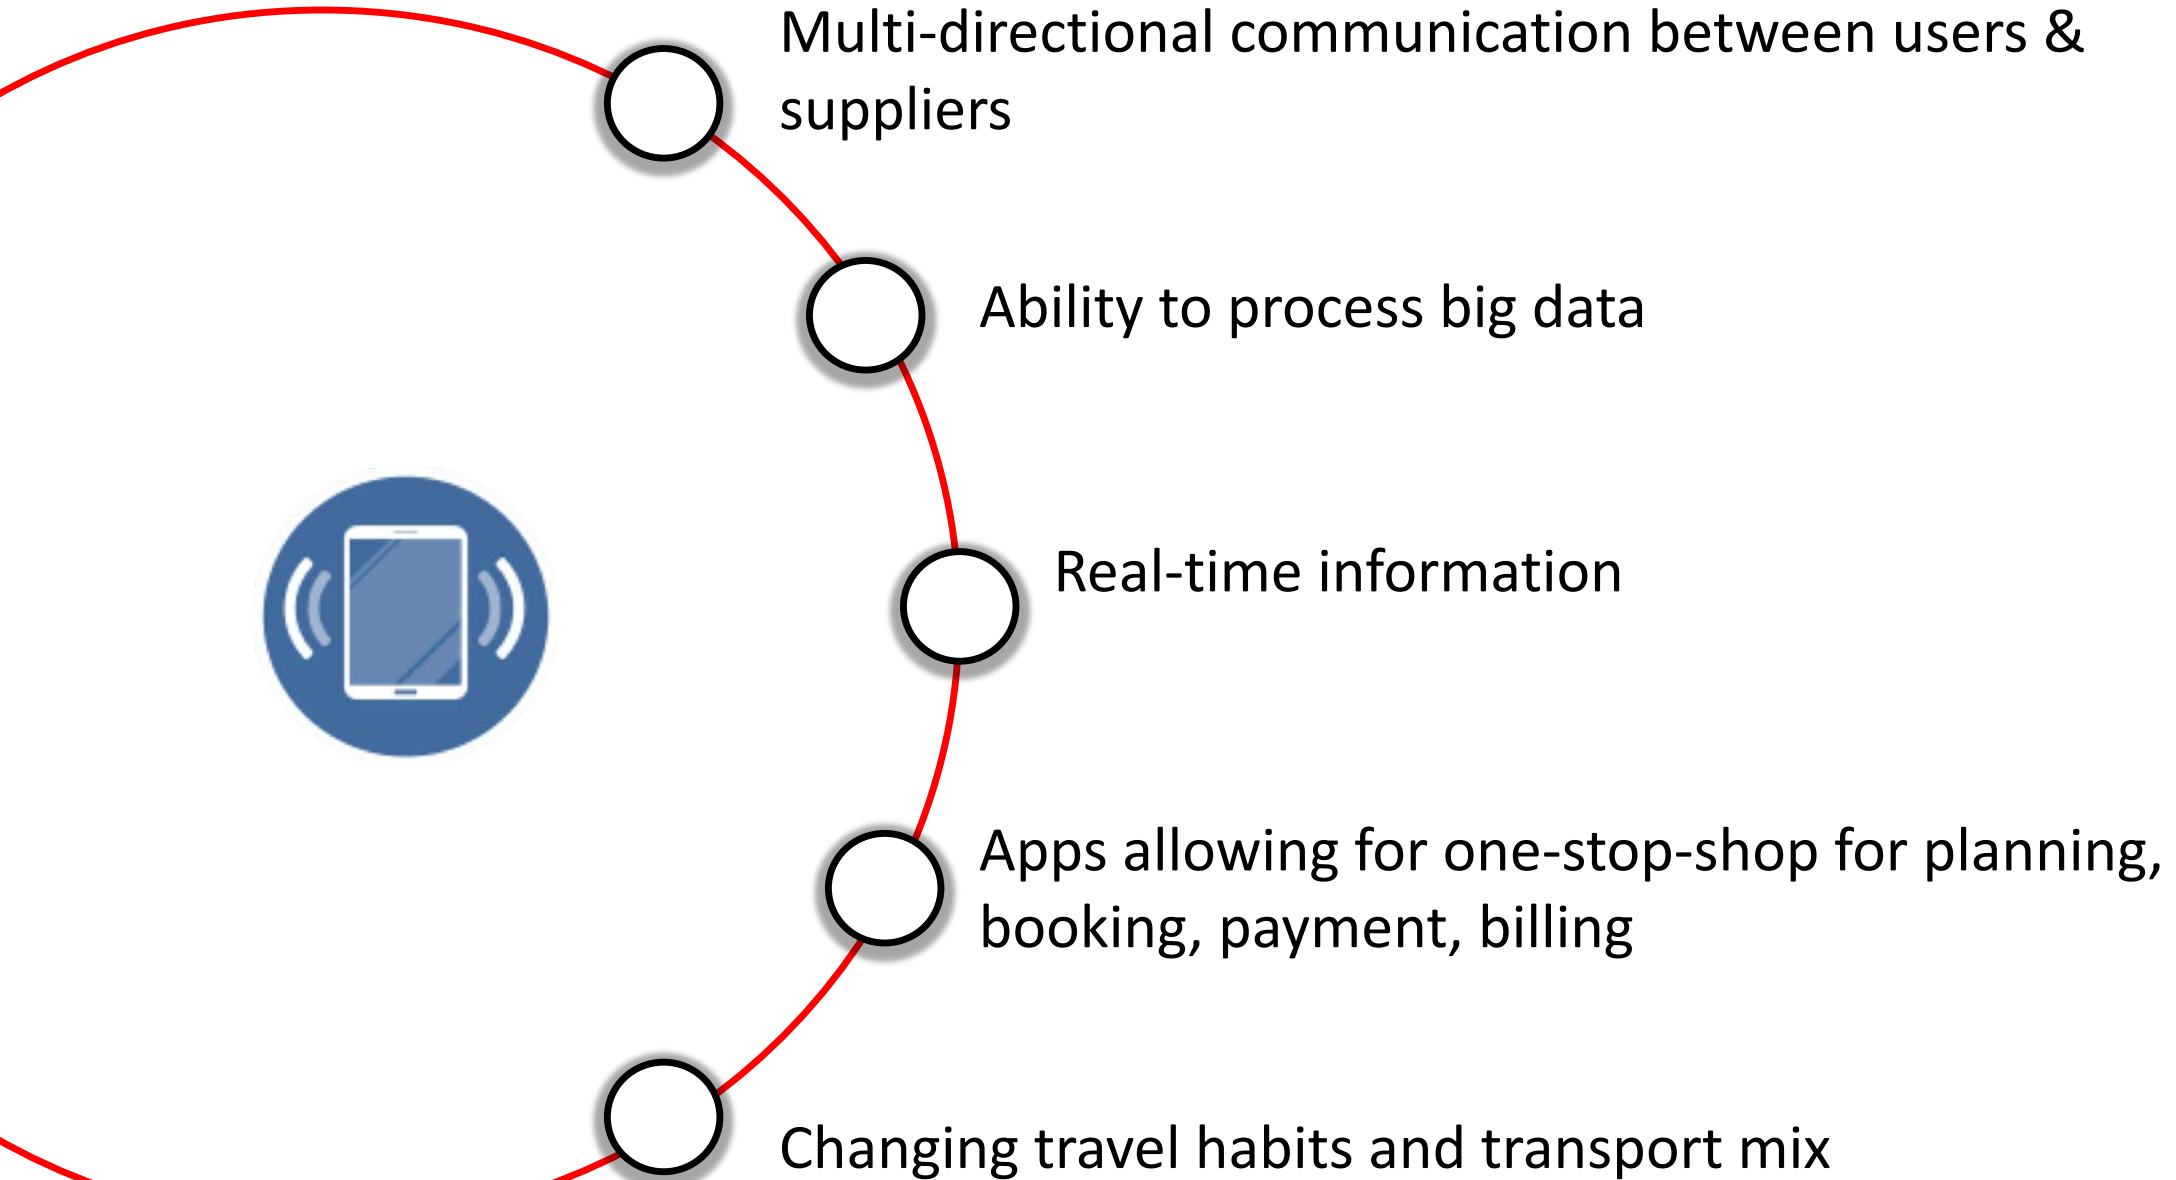 Multi-directional communication between users &
suppliers
Ability to process big data
Real-time information
Apps allowing for one-stop-shop for planning,
booking, payment, billing
Changing travel habits and transport mix